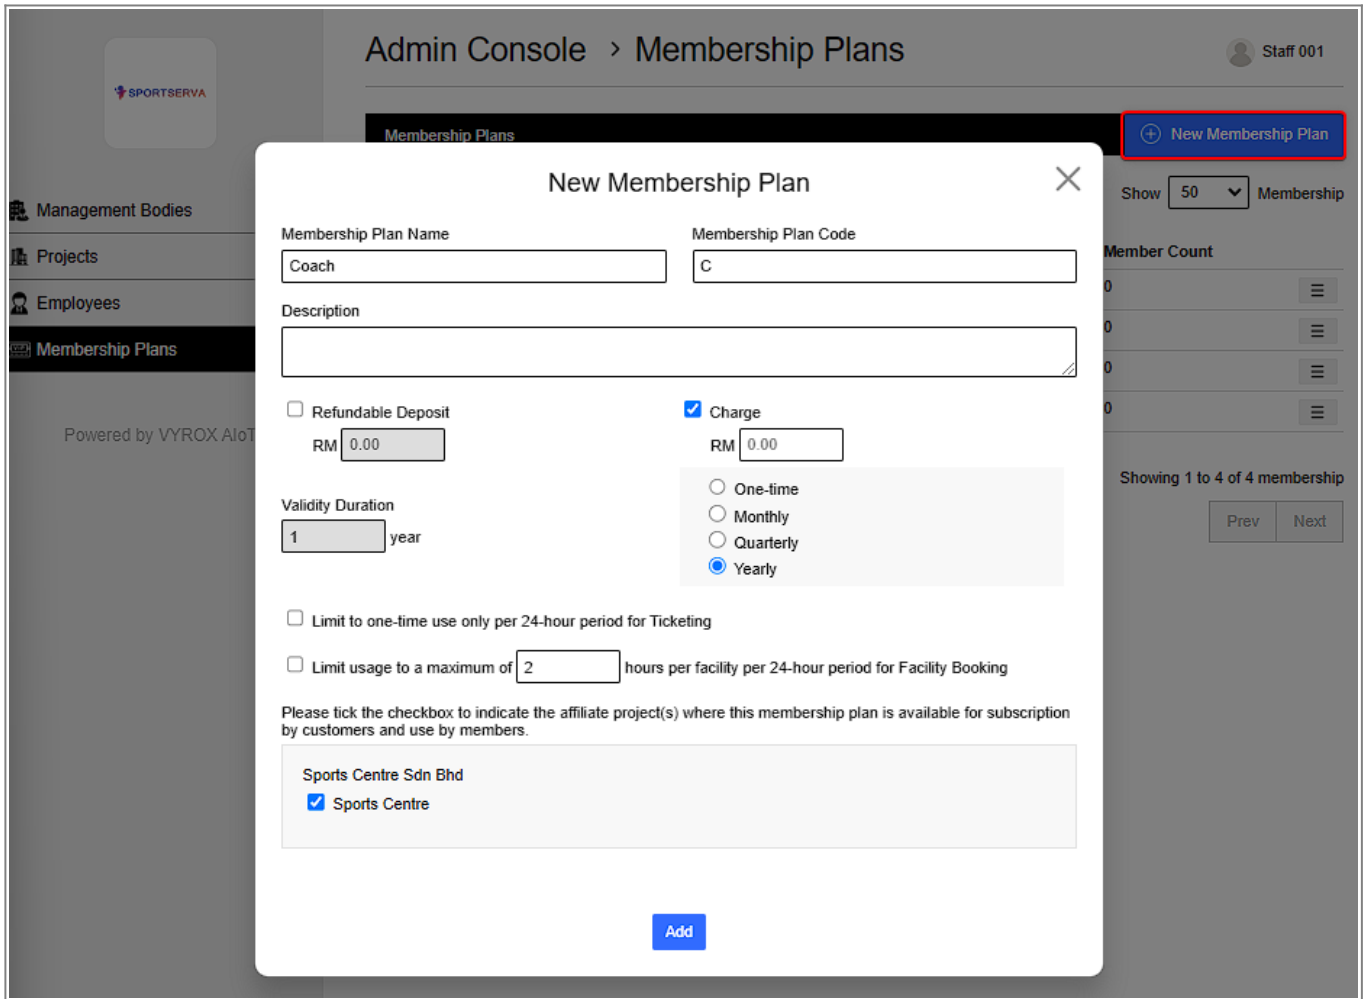 Admin Console > Membership Plans
Staff 001
SPORTSERVA
Membership Plans
New Membership Plan
Show 50 Membership
Management Bodies
Projects
Employees
Membership Plans
Powered by VYROX AIoT
Member Count
0
0
0
0
Showing 1 to 4 of 4 membership
Prev Next
New Membership Plan
Membership Plan Name Membership Plan Code
Coach C
Description
Refundable Deposit Charge
RM 0.00 RM 0.00
One-time
Validity Duration Monthly
1 year Quarterly
Yearly
Limit to one-time use only per 24-hour period for Ticketing
Limit usage to a maximum of 2 hours per facility per 24-hour period for Facility Booking
Please tick the checkbox to indicate the affiliate project(s) where this membership plan is available for subscription
by customers and use by members.
Sports Centre Sdn Bhd
Sports Centre
Add